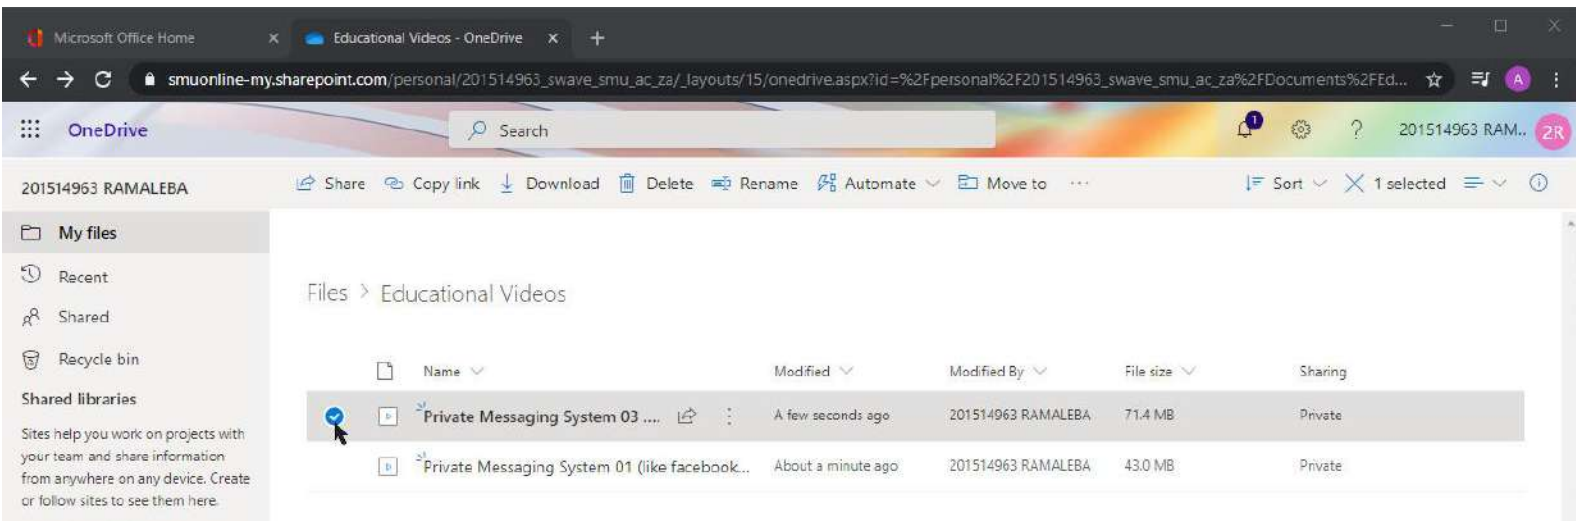 Microsoft Office Home
Educational Videos - OneDrive
smuonline-my.sharepoint.com/personal/201514963_swave_smu_ac_za/_layouts/15/onedrive.aspx?id=%2Fpersonal%2F201514963_swave_smu_ac_za%2FDocuments%2FEd... A
OneDrive Search 1 ? 201514963 RAM.. 2R
201514963 RAMALEBA Share Copy link Download Delete Rename Automate Move to ... Sort 1 selected
My files
Recent
Files > Educational Videos
Shared
Recycle bin
Name Modified Modified By File size Sharing
Shared libraries
Private Messaging System 03 .... A few seconds ago 201514963 RAMALEBA 71.4 MB Private
Sites help you work on projects with
your team and share information
from anywhere on any device. Create
or follow sites to see them here.
Private Messaging System 01 (like facebook... About a minute ago 201514963 RAMALEBA 43.0 MB Private